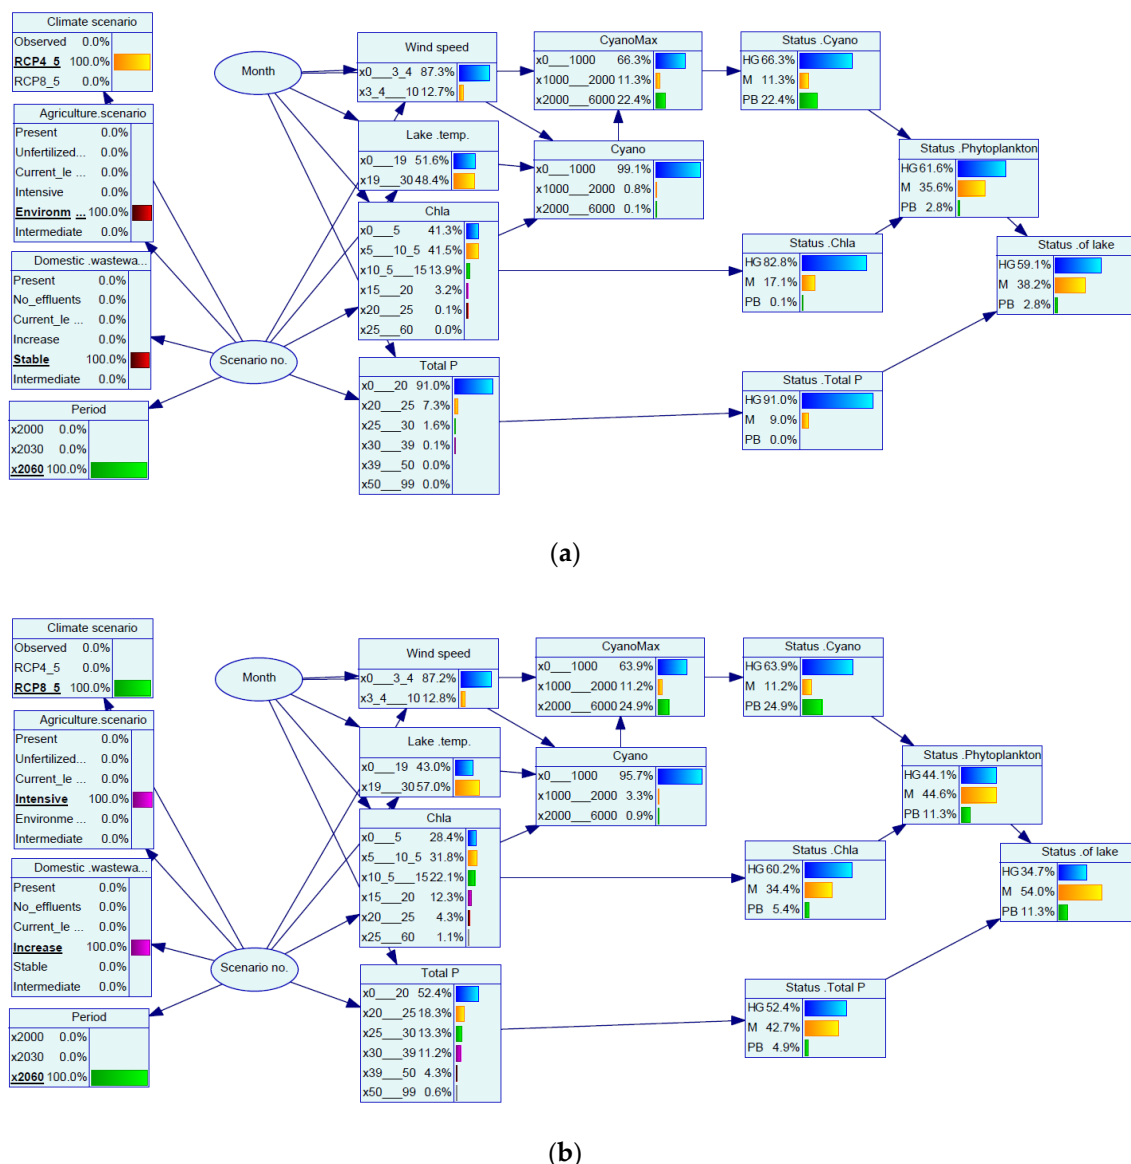 Climate scenario
Observed 0.0%
RCP4_5 100.0%
RCP8_5 0.0%
Agriculture.scenario
Present 0.0%
Unfertilized... 0.0%
Current_le ... 0.0%
Intensive 0.0%
Environm ... 100.0%
Intermediate 0.0%
Domestic .wastewa...
Present 0.0%
No_effluents 0.0%
Current_le ... 0.0%
Increase 0.0%
Stable 100.0%
Intermediate 0.0%
Period
x2000 0.0%
x2030 0.0%
x2060 100.0%
Month
Scenario no.
Wind speed
x0___3_4 87.3%
x3_4___10 12.7%
Lake .temp.
x0___19 51.6%
x19___30 48.4%
Chla
x0___5 41.3%
x5___10_5 41.5%
x10_5___15 13.9%
x15___20 3.2%
x20___25 0.1%
x25___60 0.0%
Total P
x0___20 91.0%
x20___25 7.3%
x25___30 1.6%
x30___39 0.1%
x39___50 0.0%
x50___99 0.0%
CyanoMax
x0___1000 66.3%
x1000___2000 11.3%
x2000___6000 22.4%
Cyano
x0___1000 99.1%
x1000___2000 0.8%
x2000___6000 0.1%
Status .Cyano
HG 66.3%
M 11.3%
PB 22.4%
Status .Chla
HG 82.8%
M 17.1%
PB 0.1%
Status .Total P
HG 91.0%
M 9.0%
PB 0.0%
Status .Phytoplankton
HG 61.6%
M 35.6%
PB 2.8%
Status .of lake
HG 59.1%
M 38.2%
PB 2.8%
(a)
Climate scenario
Observed 0.0%
RCP4_5 0.0%
RCP8_5 100.0%
Agriculture.scenario
Present 0.0%
Unfertilized... 0.0%
Current_le ... 0.0%
Intensive 100.0%
Environme ... 0.0%
Intermediate 0.0%
Domestic .wastewa...
Present 0.0%
No_effluents 0.0%
Current_le ... 0.0%
Increase 100.0%
Stable 0.0%
Intermediate 0.0%
Period
x2000 0.0%
x2030 0.0%
x2060 100.0%
Month
Scenario no.
Wind speed
x0___3_4 87.2%
x3_4___10 12.8%
Lake .temp.
x0___19 43.0%
x19___30 57.0%
Chla
x0___5 28.4%
x5___10_5 31.8%
x10_5___15 22.1%
x15___20 12.3%
x20___25 4.3%
x25___60 1.1%
Total P
x0___20 52.4%
x20___25 18.3%
x25___30 13.3%
x30___39 11.2%
x39___50 4.3%
x50___99 0.6%
CyanoMax
x0___1000 63.9%
x1000___2000 11.2%
x2000___6000 24.9%
Cyano
x0___1000 95.7%
x1000___2000 3.3%
x2000___6000 0.9%
Status .Cyano
HG 63.9%
M 11.2%
PB 24.9%
Status .Chla
HG 60.2%
M 34.4%
PB 5.4%
Status .Total P
HG 52.4%
M 42.7%
PB 4.9%
Status .Phytoplankton
HG 44.1%
M 44.6%
PB 11.3%
Status .of lake
HG 34.7%
M 54.0%
PB 11.3%
(b)